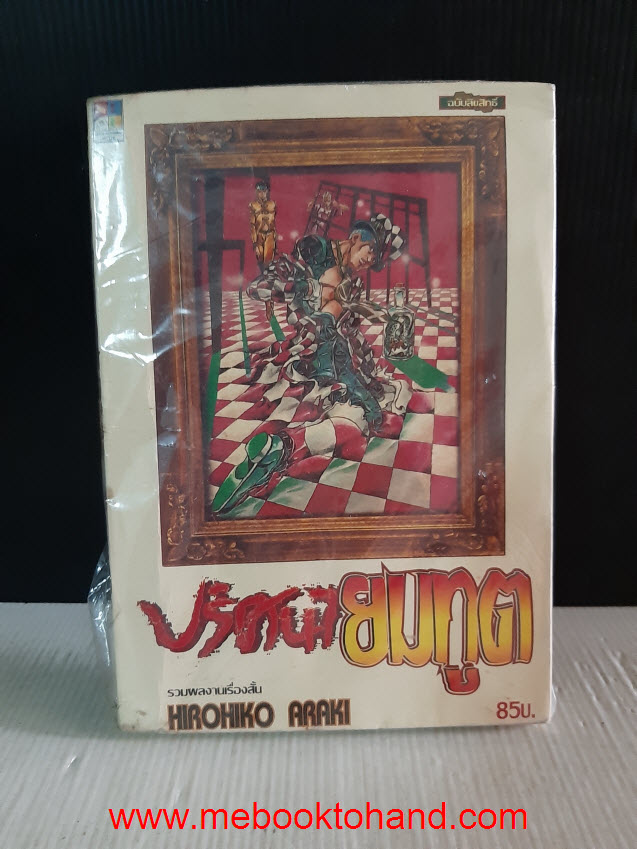 ฉบับลิขสิทธิ์
ปริศนายมทูต
รวมผลงานเรื่องสั้น
HIROHIKO ARAKI
85บ.
www.mebooktohand.com